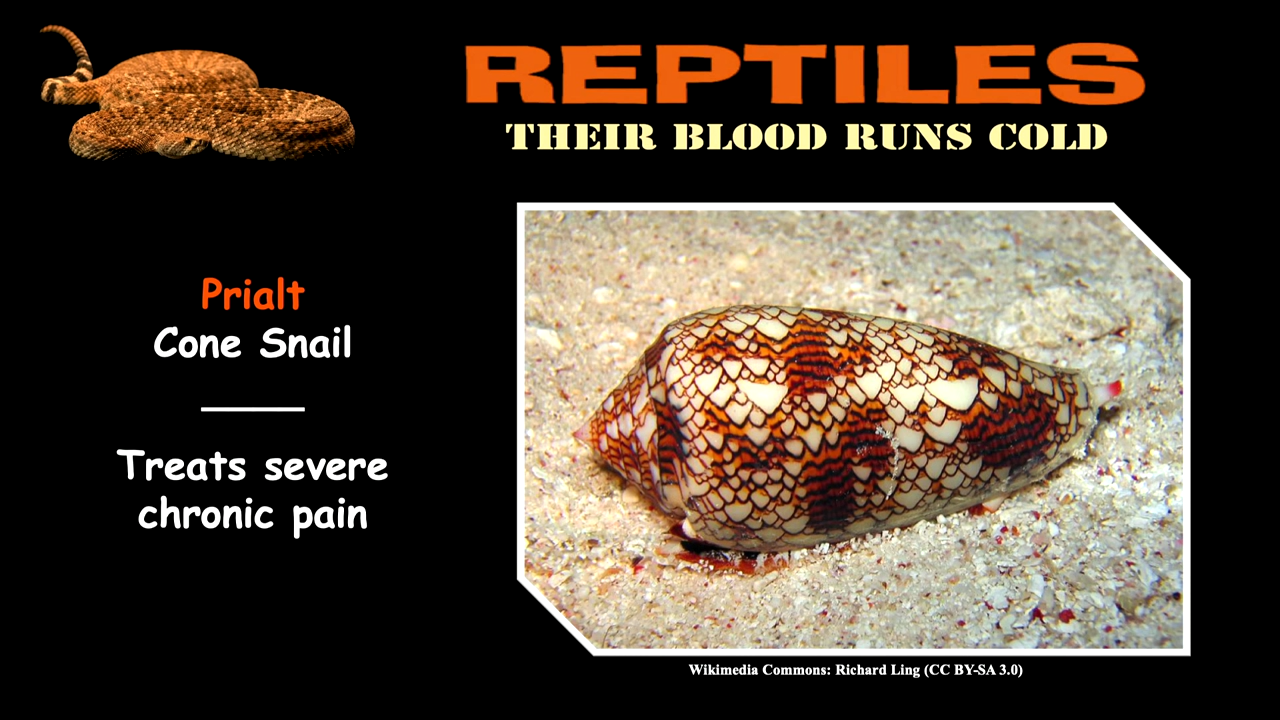 REPTILES
THEIR BLOOD RUNS COLD
Prialt
Cone Snail
Treats severe
chronic pain
Wikimedia Commons: Richard Ling (CC BY-SA 3.0)